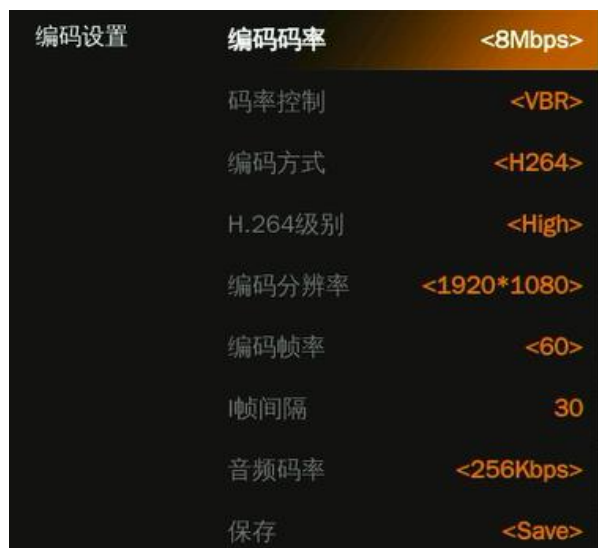 编码设置 编码码率 <8Mbps>
码率控制 <VBR>
编码方式 <H264>
H.264级别 <High>
编码分辨率 <1920*1080>
编码帧率 <60>
I帧间隔 30
音频码率 <256Kbps>
保存 <Save>